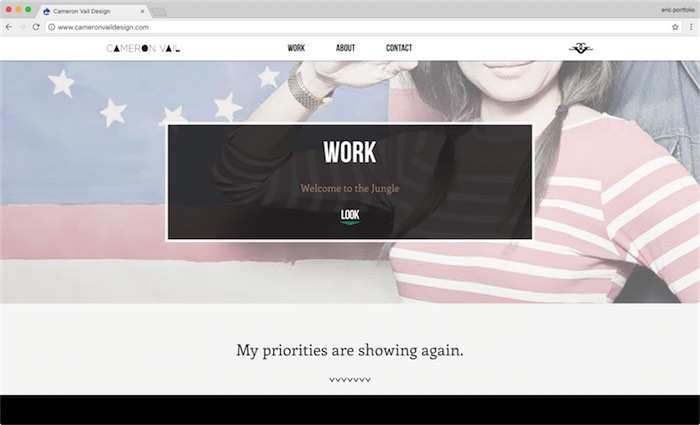 Cameron Vail Design
eric.portfolio
www.cameronvaildesign.com
CAMERON VAIL
WORK
ABOUT
CONTACT
WORK
Welcome to the Jungle
LOOK
My priorities are showing again.